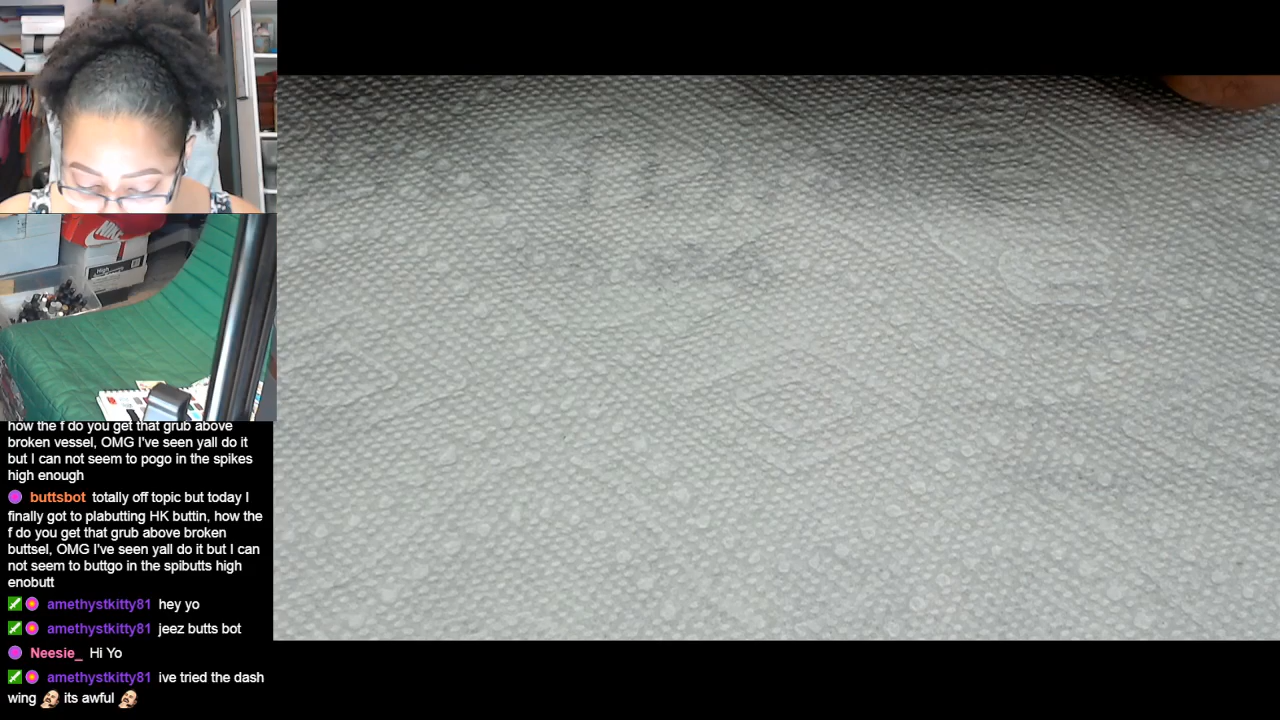 NIKE
High
how the f do you get that grub above
broken vessel, OMG I've seen yall do it
but I can not seem to pogo in the spikes
high enough
buttsbot totally off topic but today I
finally got to plabutting HK buttin, how the
f do you get that grub above broken
buttsel, OMG I've seen yall do it but I can
not seem to buttgo in the spibutts high
enobutt
amethystkitty81 hey yo
amethystkitty81 jeez butts bot
Neesie_ Hi Yo
amethystkitty81 ive tried the dash
wing its awful